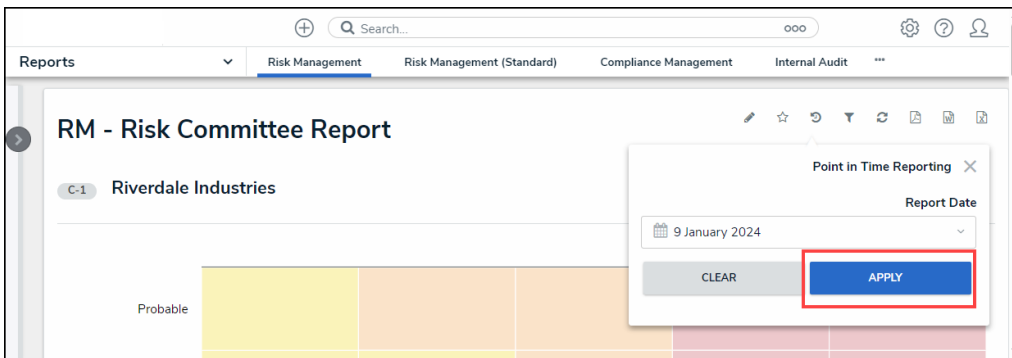 Search...
Reports
Risk Management
Risk Management (Standard)
Compliance Management
Internal Audit
RM - Risk Committee Report
Point in Time Reporting
C-1 Riverdale Industries
Report Date
9 January 2024
CLEAR
APPLY
Probable